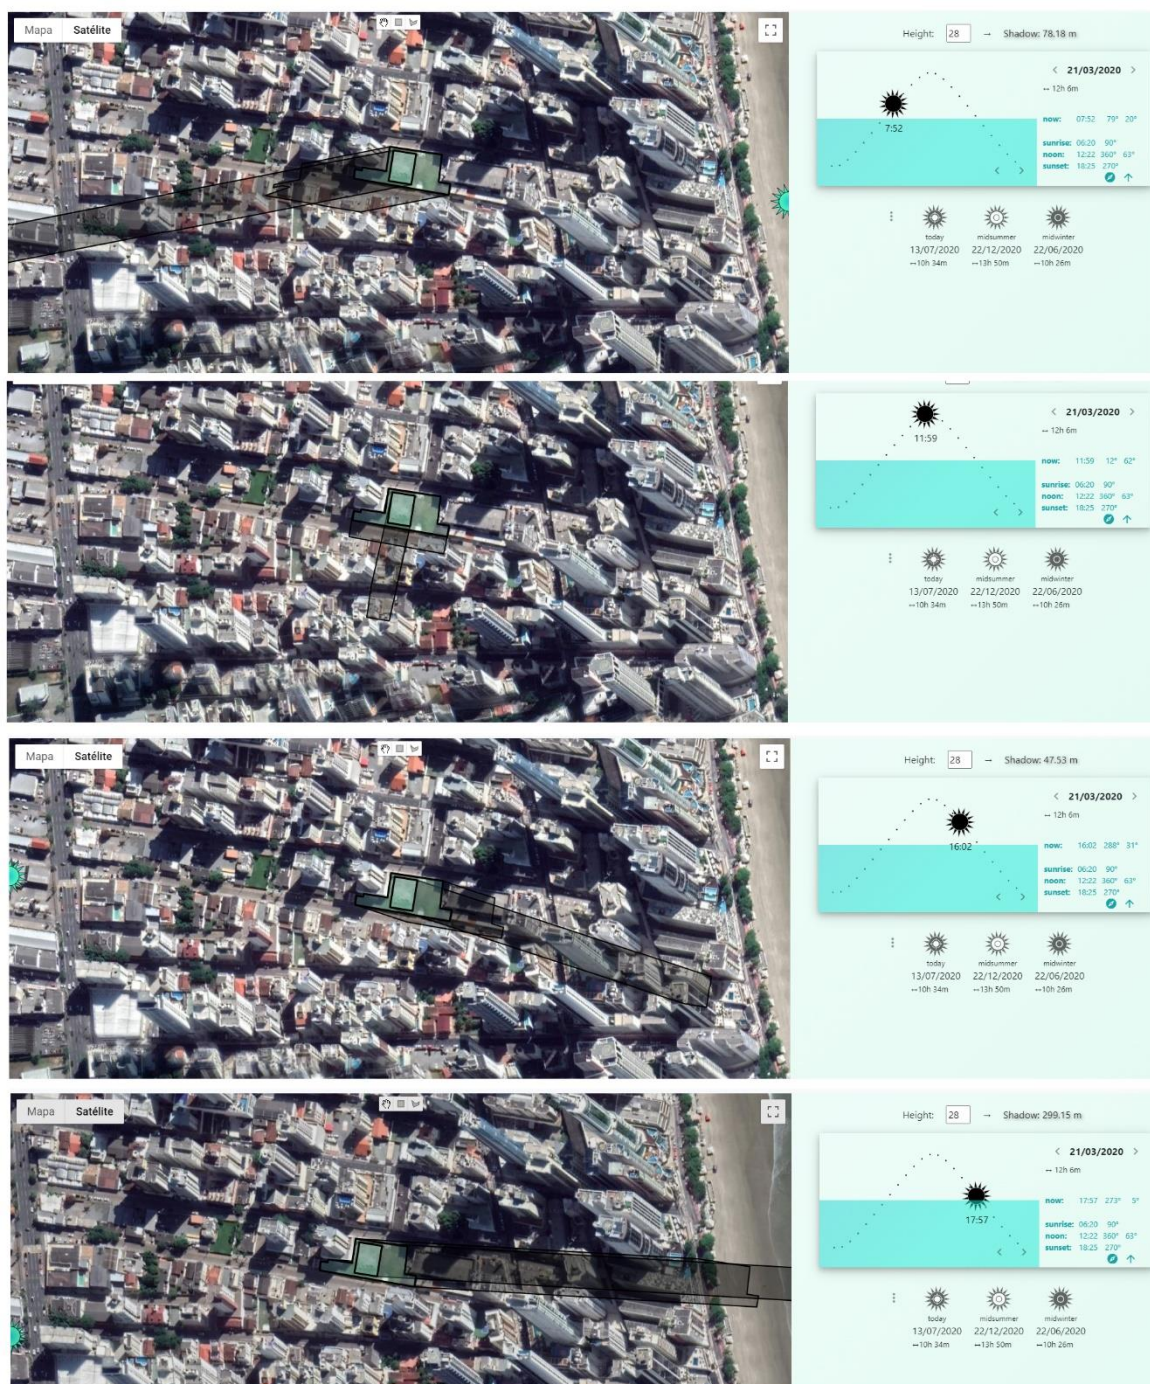 Mapa Satélite
Height: 28 → Shadow: 78.18 m
< 21/03/2020 >
↔ 12h 6m
7:52
now: 07:52 79° 20°
sunrise: 06:20 90°
noon: 12:22 360° 63°
sunset: 18:25 270°
today midsummer midwinter
13/07/2020 22/12/2020 22/06/2020
↔10h 34m ↔13h 50m ↔10h 26m
< 21/03/2020 >
↔ 12h 6m
11:59
now: 11:59 12° 62°
sunrise: 06:20 90°
noon: 12:22 360° 63°
sunset: 18:25 270°
today midsummer midwinter
13/07/2020 22/12/2020 22/06/2020
↔10h 34m ↔13h 50m ↔10h 26m
Mapa Satélite
Height: 28 → Shadow: 47.53 m
< 21/03/2020 >
↔ 12h 6m
16:02
now: 16:02 288° 31°
sunrise: 06:20 90°
noon: 12:22 360° 63°
sunset: 18:25 270°
today midsummer midwinter
13/07/2020 22/12/2020 22/06/2020
↔10h 34m ↔13h 50m ↔10h 26m
Mapa Satélite
Height: 28 → Shadow: 299.15 m
< 21/03/2020 >
↔ 12h 6m
17:57
now: 17:57 273° 5°
sunrise: 06:20 90°
noon: 12:22 360° 63°
sunset: 18:25 270°
today midsummer midwinter
13/07/2020 22/12/2020 22/06/2020
↔10h 34m ↔13h 50m ↔10h 26m